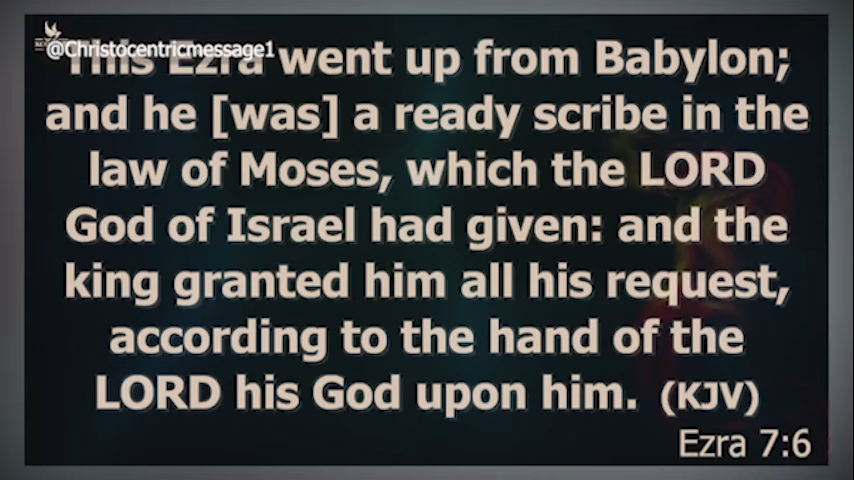 @Christocentricmessage1
This Ezra went up from Babylon;
and he [was] a ready scribe in the
law of Moses, which the LORD
God of Israel had given: and the
king granted him all his request,
according to the hand of the
LORD his God upon him. (KJV)
Ezra 7:6